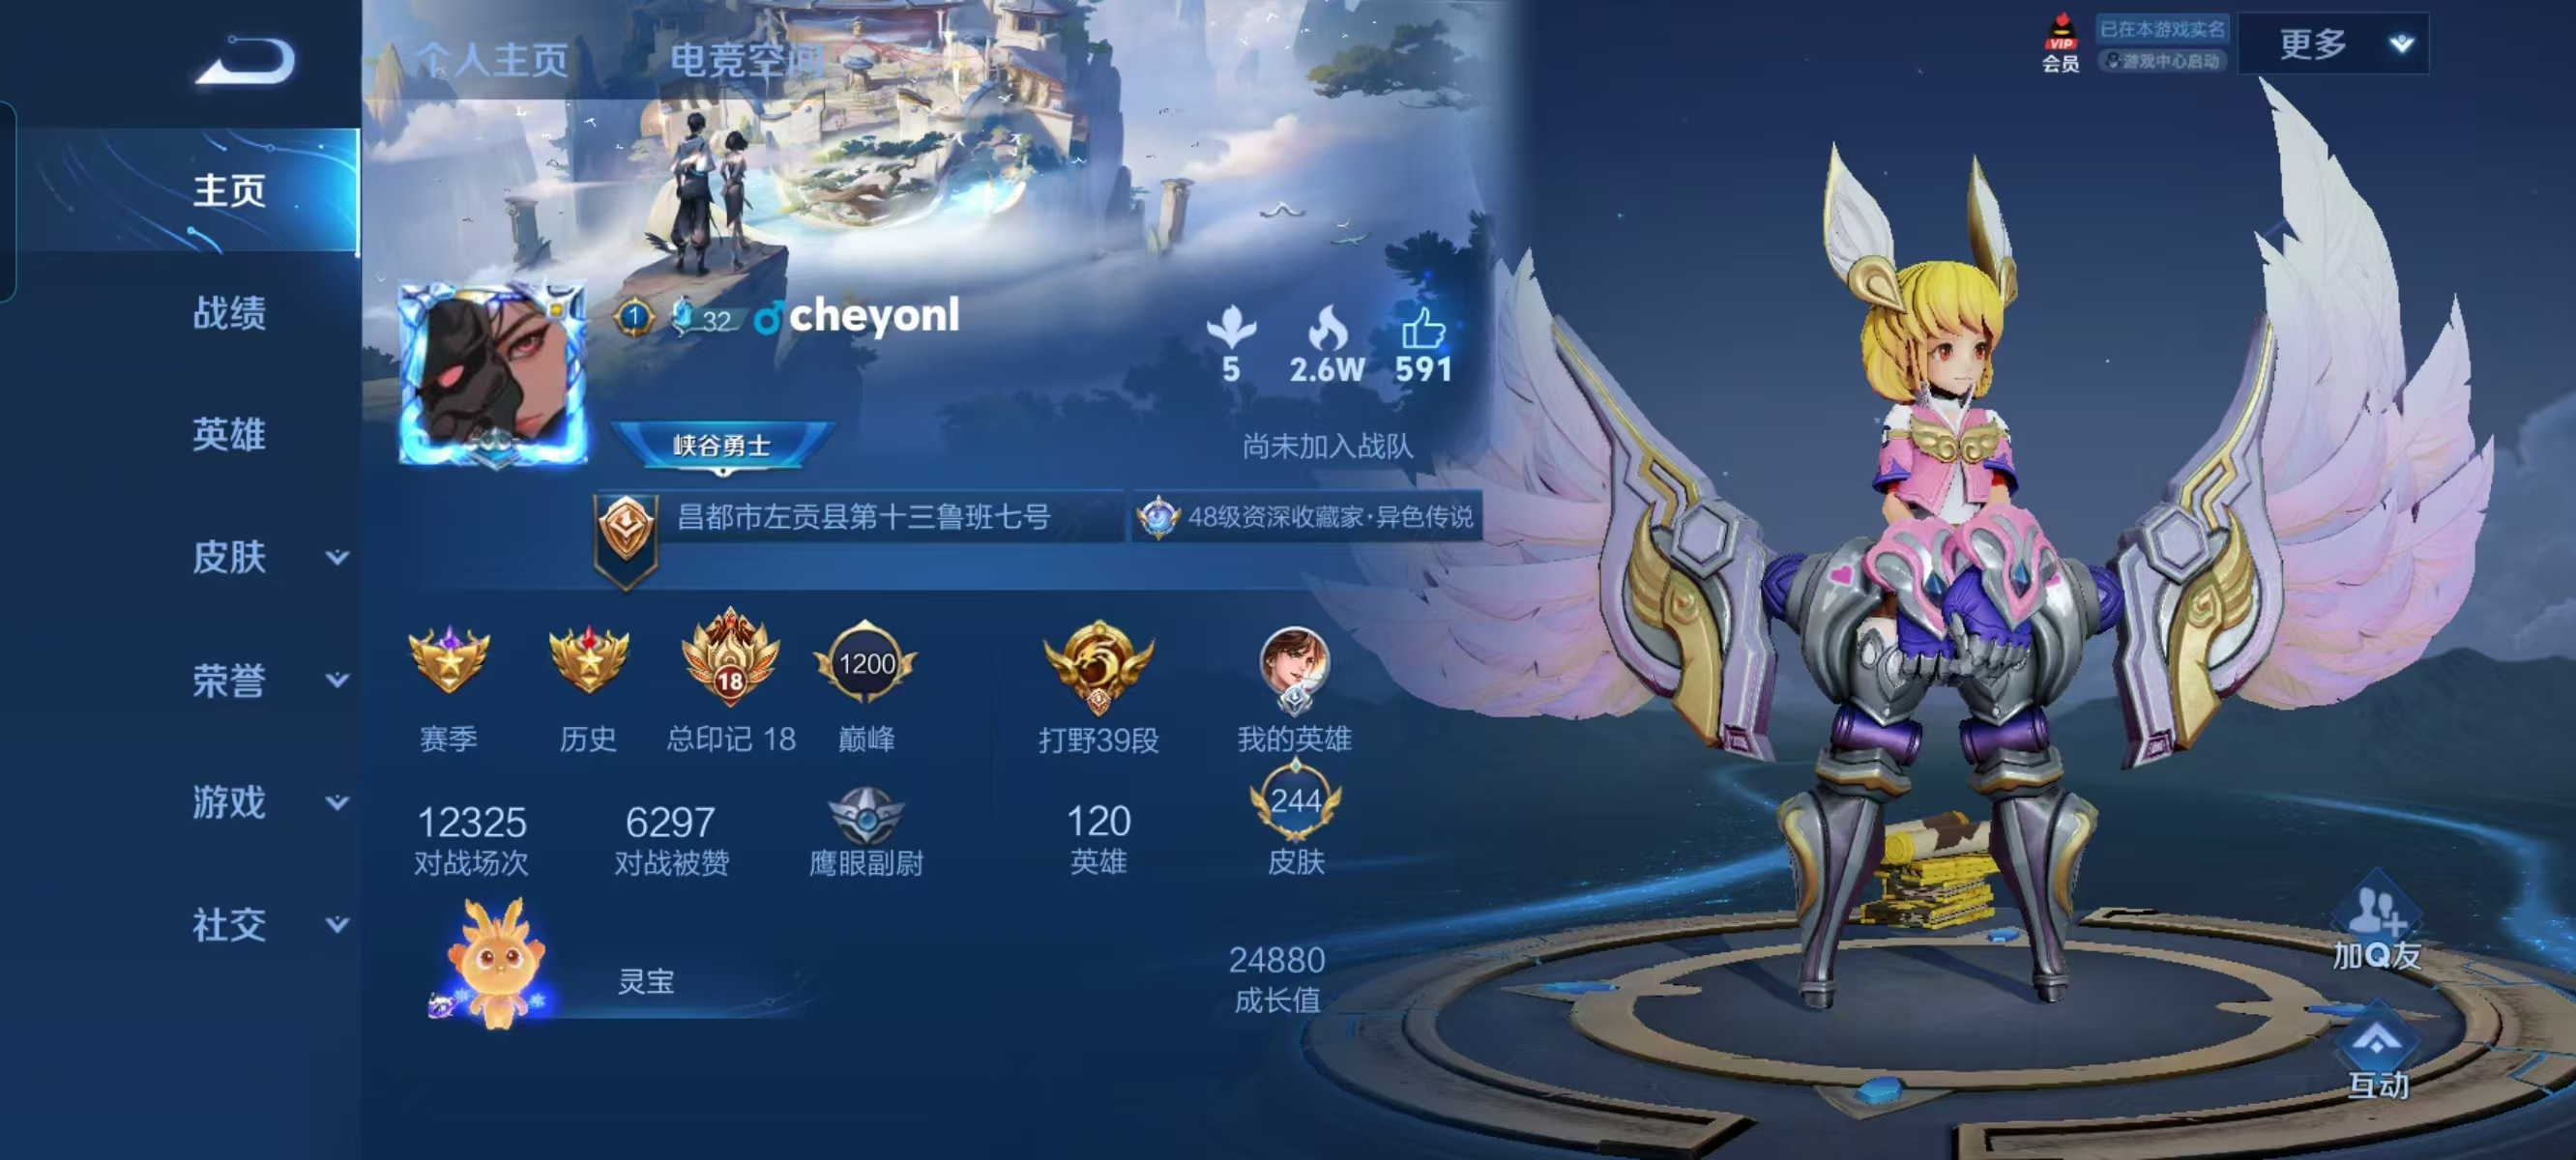 个人主页
电竞空间
VIP
会员
已在本游戏实名
游戏中心启动
更多
主页
战绩
英雄
皮肤
荣誉
游戏
社交
1
32
cheyonl
5
2.6W
591
峡谷勇士
尚未加入战队
昌都市左贡县第十三鲁班七号
48级资深收藏家·异色传说
18
1200
赛季
历史
总印记 18
巅峰
打野39段
我的英雄
12325
对战场次
6297
对战被赞
鹰眼副尉
120
英雄
244
皮肤
灵宝
24880
成长值
加Q友
互动